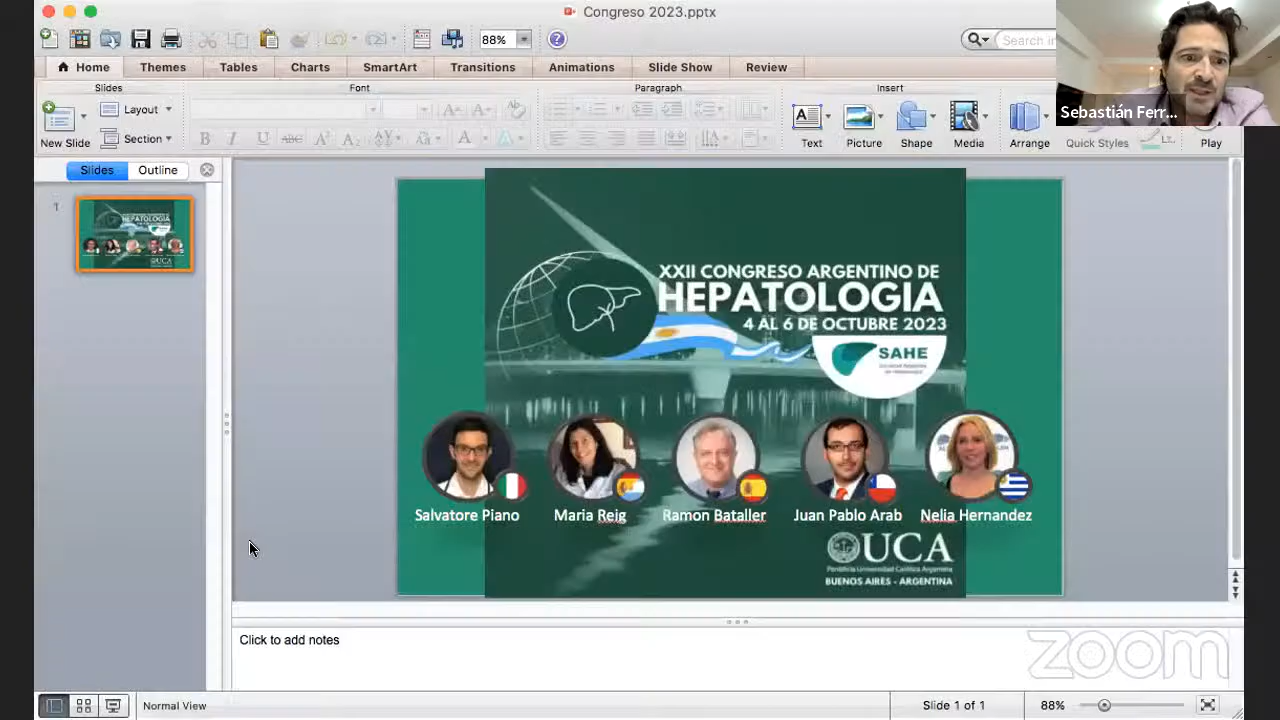 Congreso 2023.pptx
88%
Search in
Home Themes Tables Charts SmartArt Transitions Animations Slide Show Review
Slides Font Paragraph Insert
Layout
Section
New Slide
B I U ABC
Text Picture Shape Media Arrange Quick Styles Play
Sebastián Ferr...
Slides Outline
1
XXII CONGRESO ARGENTINO DE
HEPATOLOGIA
4 AL 6 DE OCTUBRE 2023
SAHE
Salvatore Piano Maria Reig Ramon Bataller Juan Pablo Arab Nelia Hernandez
UCA
Pontificia Universidad Católica Argentina
BUENOS AIRES - ARGENTINA
Click to add notes
zoom
Normal View Slide 1 of 1 88%